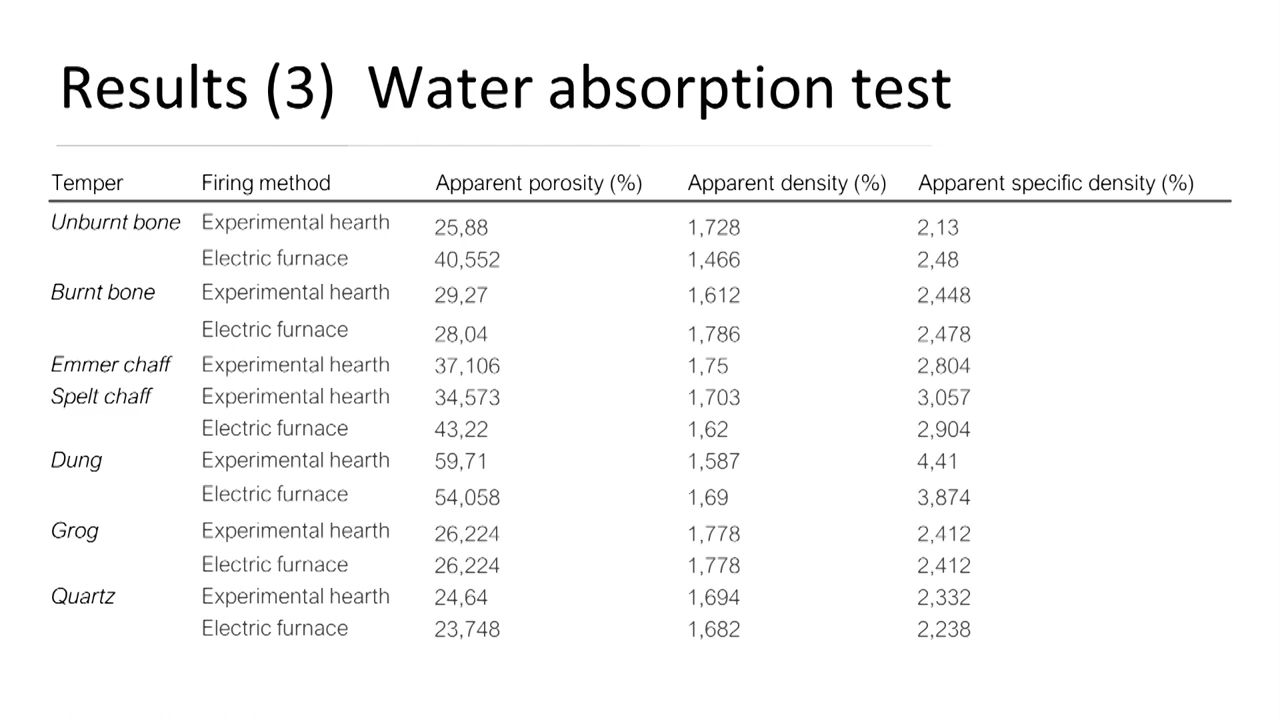 Results (3) Water absorption test
Temper Firing method Apparent porosity (%) Apparent density (%) Apparent specific density (%)
Unburnt bone Experimental hearth 25,88 1,728 2,13
Electric furnace 40,552 1,466 2,48
Burnt bone Experimental hearth 29,27 1,612 2,448
Electric furnace 28,04 1,786 2,478
Emmer chaff Experimental hearth 37,106 1,75 2,804
Spelt chaff Experimental hearth 34,573 1,703 3,057
Electric furnace 43,22 1,62 2,904
Dung Experimental hearth 59,71 1,587 4,41
Electric furnace 54,058 1,69 3,874
Grog Experimental hearth 26,224 1,778 2,412
Electric furnace 26,224 1,778 2,412
Quartz Experimental hearth 24,64 1,694 2,332
Electric furnace 23,748 1,682 2,238